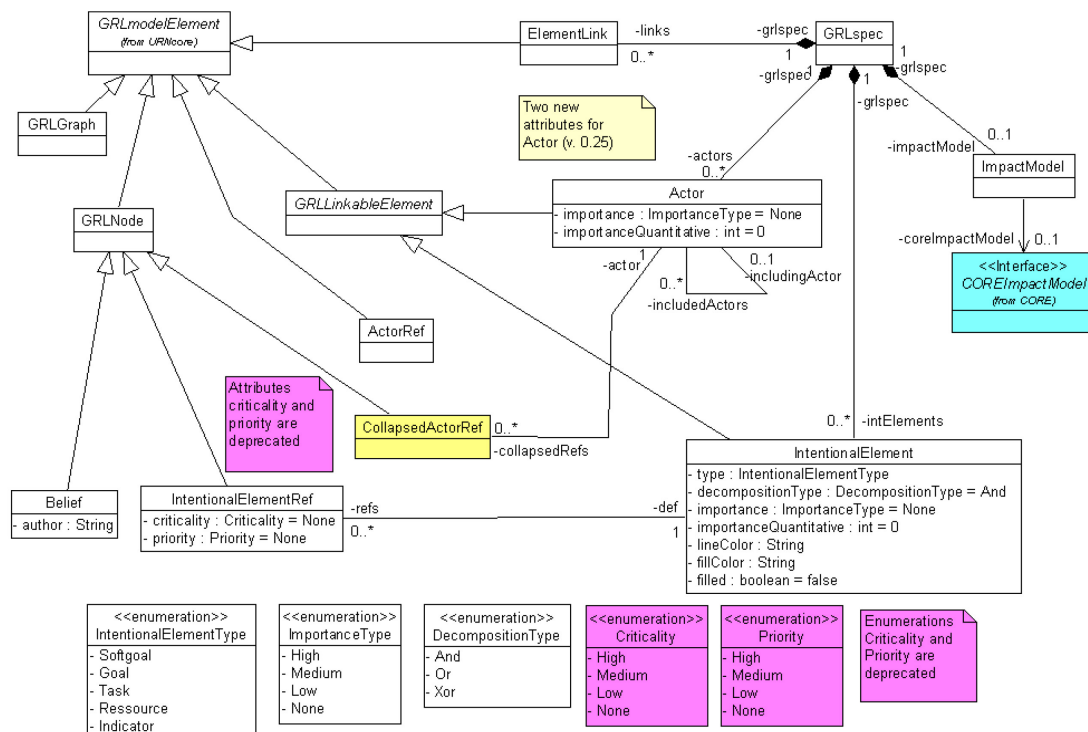 GRLmodelElement
(from URNcore)
ElementLink
-links
0..*
-grlspec
1
GRLspec
1
-grlspec
1
-grlspec
1
-grlspec
GRLGraph
Two new
attributes for
Actor (v. 0.25)
-actors
0..*
0..1
-impactModel
ImpactModel
GRLNode
GRLLinkableElement
Actor
- importance : ImportanceType = None
- importanceQuantitative : int = 0
1
-actor
0..*
-includedActors
0..1
-includingActor
-coreImpactModel
0..1
<<Interface>>
COREImpactModel
(from CORE)
ActorRef
Attributes
criticality and
priority are
deprecated
CollapsedActorRef
0..*
-collapsedRefs
0..*
-intElements
IntentionalElement
- type : IntentionalElementType
- decompositionType : DecompositionType = And
- importance : ImportanceType = None
- importanceQuantitative : int = 0
- lineColor : String
- fillColor : String
- filled : boolean = false
Belief
- author : String
IntentionalElementRef
- criticality : Criticality = None
- priority : Priority = None
-refs
0..*
-def
1
<<enumeration>>
IntentionalElementType
- Softgoal
- Goal
- Task
- Ressource
- Indicator
<<enumeration>>
ImportanceType
- High
- Medium
- Low
- None
<<enumeration>>
DecompositionType
- And
- Or
- Xor
<<enumeration>>
Criticality
- High
- Medium
- Low
- None
<<enumeration>>
Priority
- High
- Medium
- Low
- None
Enumerations
Criticality and
Priority are
deprecated